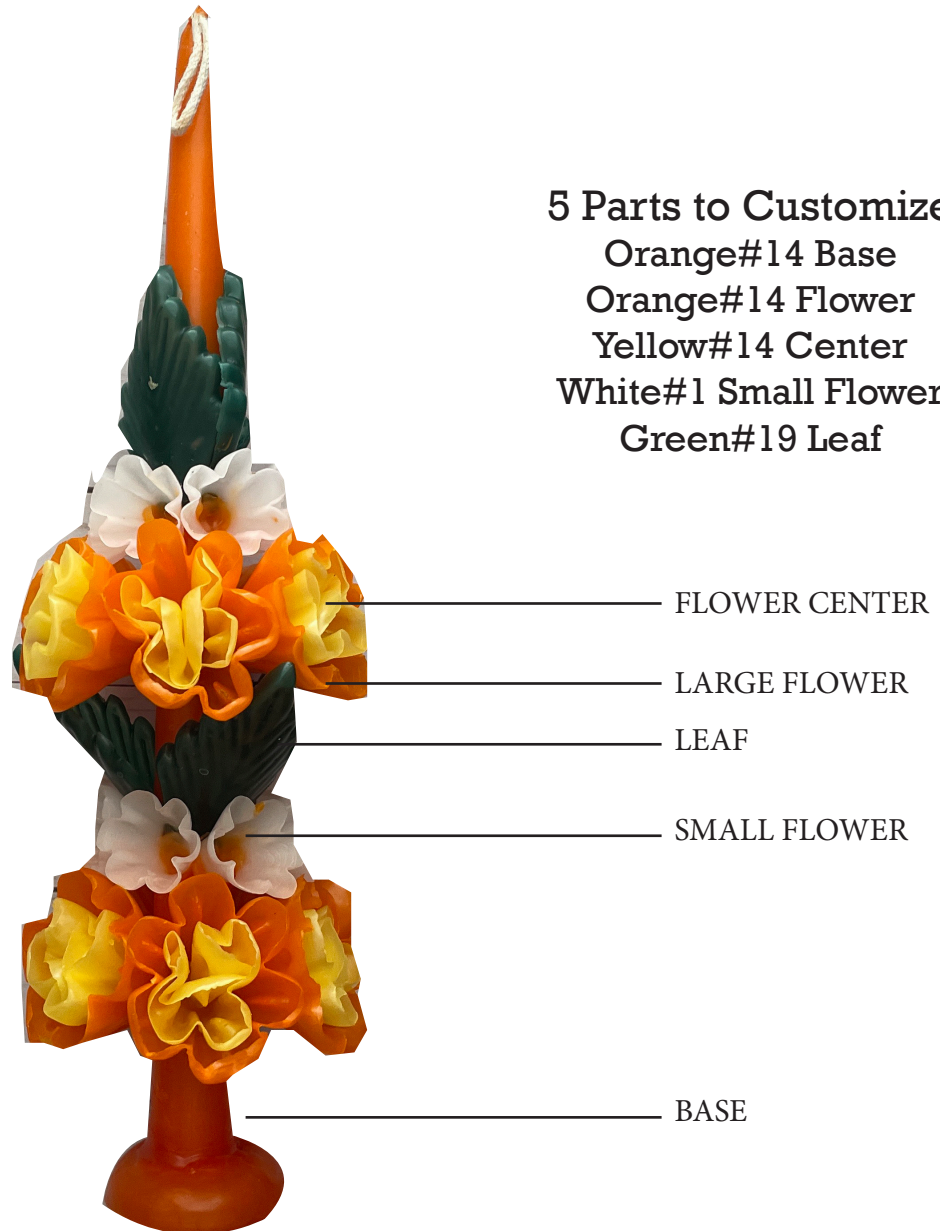 5 Parts to Customize
Orange#14 Base
Orange#14 Flower
Yellow#14 Center
White#1 Small Flower
Green#19 Leaf
FLOWER CENTER
LARGE FLOWER
LEAF
SMALL FLOWER
BASE